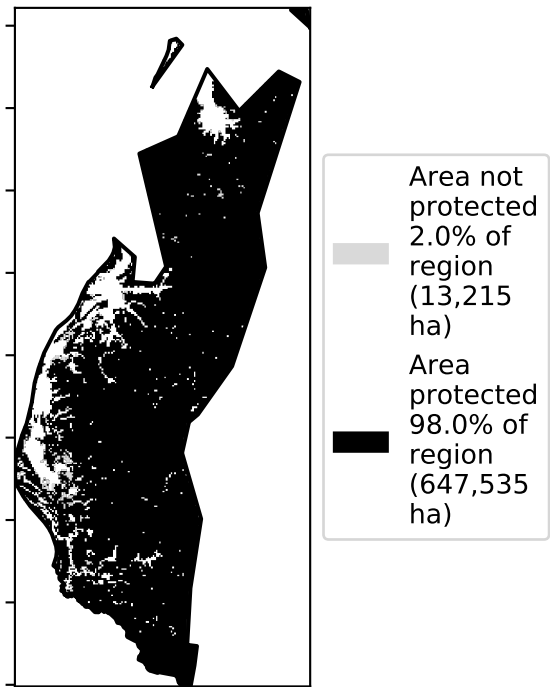 Area not
protected
2.0% of
region
(13,215
ha)
Area
protected
98.0% of
region
(647,535
ha)